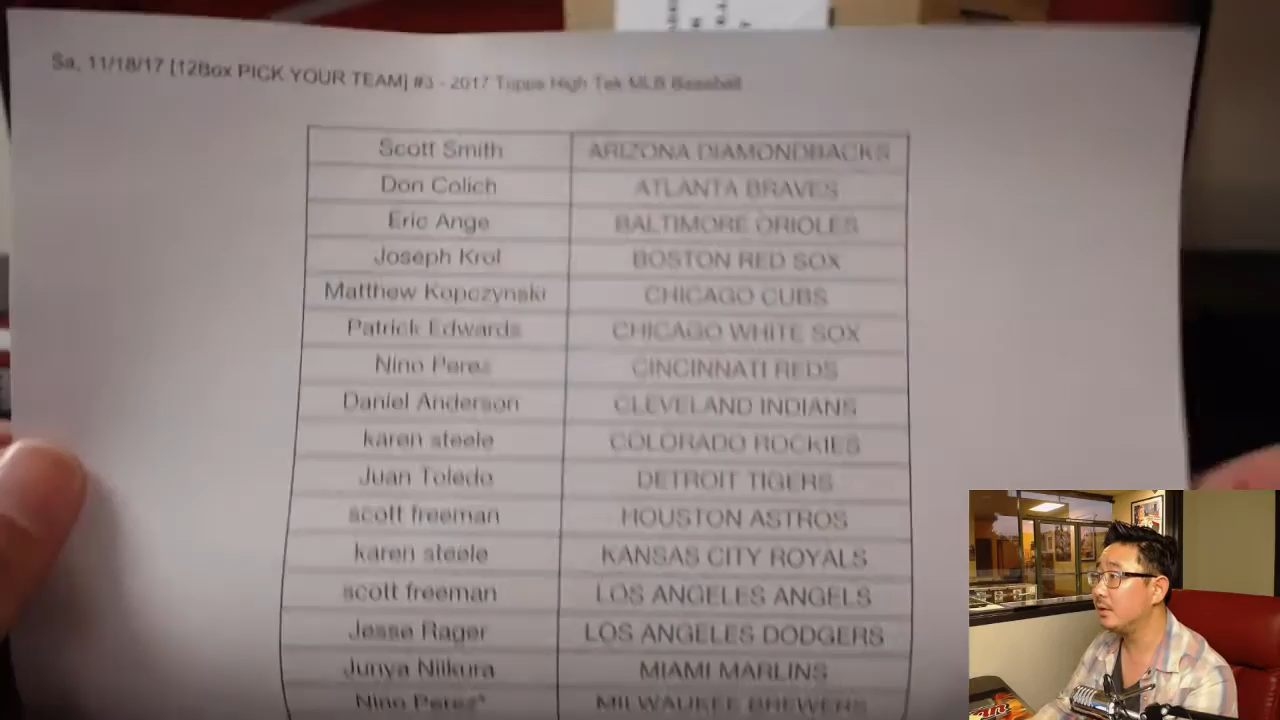 Sa, 11/18/17 [12Box PICK YOUR TEAM] #3 - 2017 Topps High Tek MLB Baseball
Scott Smith ARIZONA DIAMONDBACKS
Don Colich ATLANTA BRAVES
Eric Ange BALTIMORE ORIOLES
Joseph Krol BOSTON RED SOX
Matthew Kopczynski CHICAGO CUBS
Patrick Edwards CHICAGO WHITE SOX
Nino Perez CINCINNATI REDS
Daniel Anderson CLEVELAND INDIANS
karen steele COLORADO ROCKIES
Juan Toledo DETROIT TIGERS
scott freeman HOUSTON ASTROS
karen steele KANSAS CITY ROYALS
scott freeman LOS ANGELES ANGELS
Jesse Rager LOS ANGELES DODGERS
Junya Niikura MIAMI MARLINS
Nino Perez* MILWAUKEE BREWERS